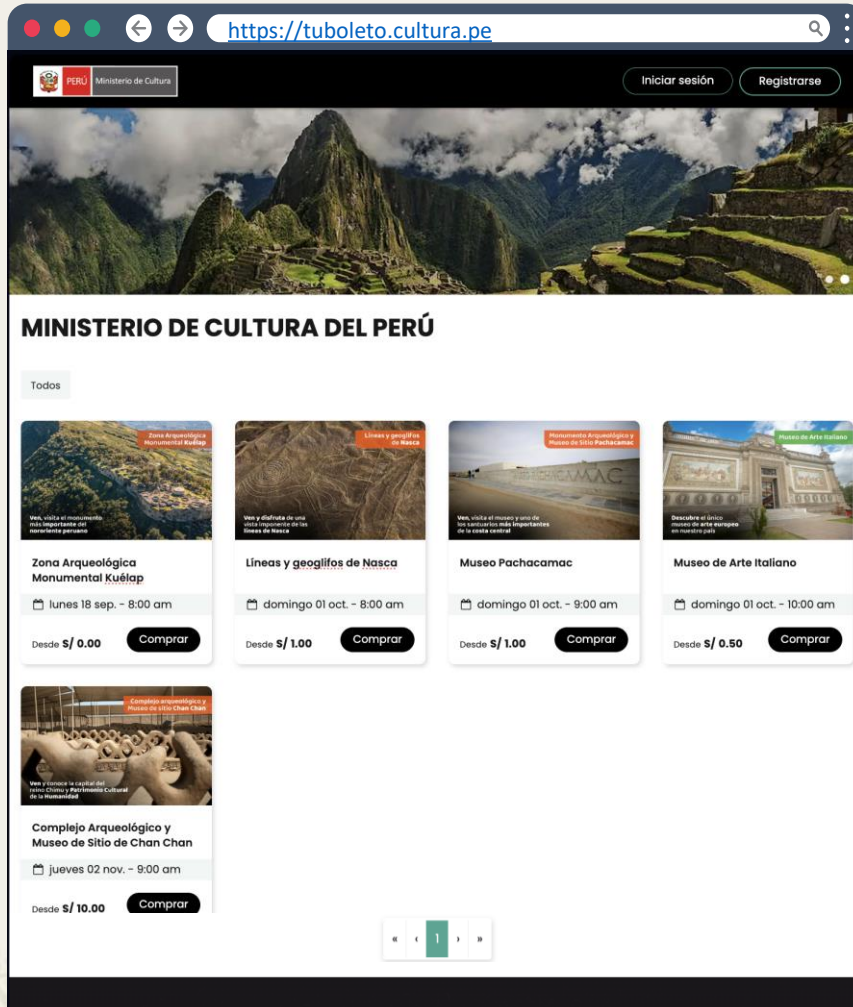 https://tuboleto.cultura.pe
PERÚ Ministerio de Cultura
Iniciar sesión
Registrarse
MINISTERIO DE CULTURA DEL PERÚ
Todos
Zona Arqueológica
Monumental Kuélap
Ven, visita el monumento
más importante del
nororiente peruano
Zona Arqueológica
Monumental Kuélap
lunes 18 sep. - 8:00 am
Desde S/ 0.00
Comprar
Líneas y geoglifos
de Nasca
Ven y disfruta de una
vista imponente de las
líneas de Nasca
Líneas y geoglifos de Nasca
domingo 01 oct. - 8:00 am
Desde S/ 1.00
Comprar
Monumento Arqueológico y
Museo de Sitio Pachacamac
PACHACAMAC
Ven, visita el museo y uno de
los santuarios más importantes
de la costa central
Museo Pachacamac
domingo 01 oct. - 9:00 am
Desde S/ 1.00
Comprar
Museo de Arte Italiano
Descubre el único
museo de arte europeo
en nuestro país
Museo de Arte Italiano
domingo 01 oct. - 10:00 am
Desde S/ 0.50
Comprar
Complejo arqueológico y
Museo de sitio Chan Chan
Ven y conoce la capital del
reino Chimu y Patrimonio Cultural
de la Humanidad
Complejo Arqueológico y
Museo de Sitio de Chan Chan
jueves 02 nov. - 9:00 am
Desde S/ 10.00
Comprar
« ‹ 1 › »